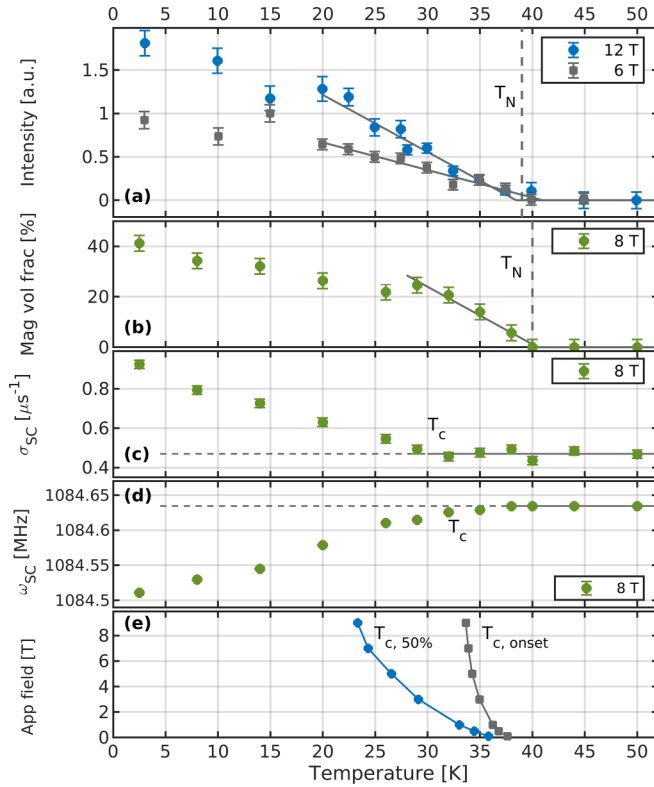 0 5 10 15 20 25 30 35 40 45 50
Intensity [a.u.]
1.5
1
0.5
0
12 T
6 T
T_N
(a)
Mag vol frac [%]
40
20
0
8 T
T_N
(b)
σ_SC [μs⁻¹]
0.8
0.6
0.4
8 T
T_c
(c)
(d)
ω_SC [MHz]
1084.65
1084.6
1084.55
1084.5
T_c
8 T
(e)
App field [T]
8
6
4
2
0
T_c, 50%
T_c, onset
0 5 10 15 20 25 30 35 40 45 50
Temperature [K]